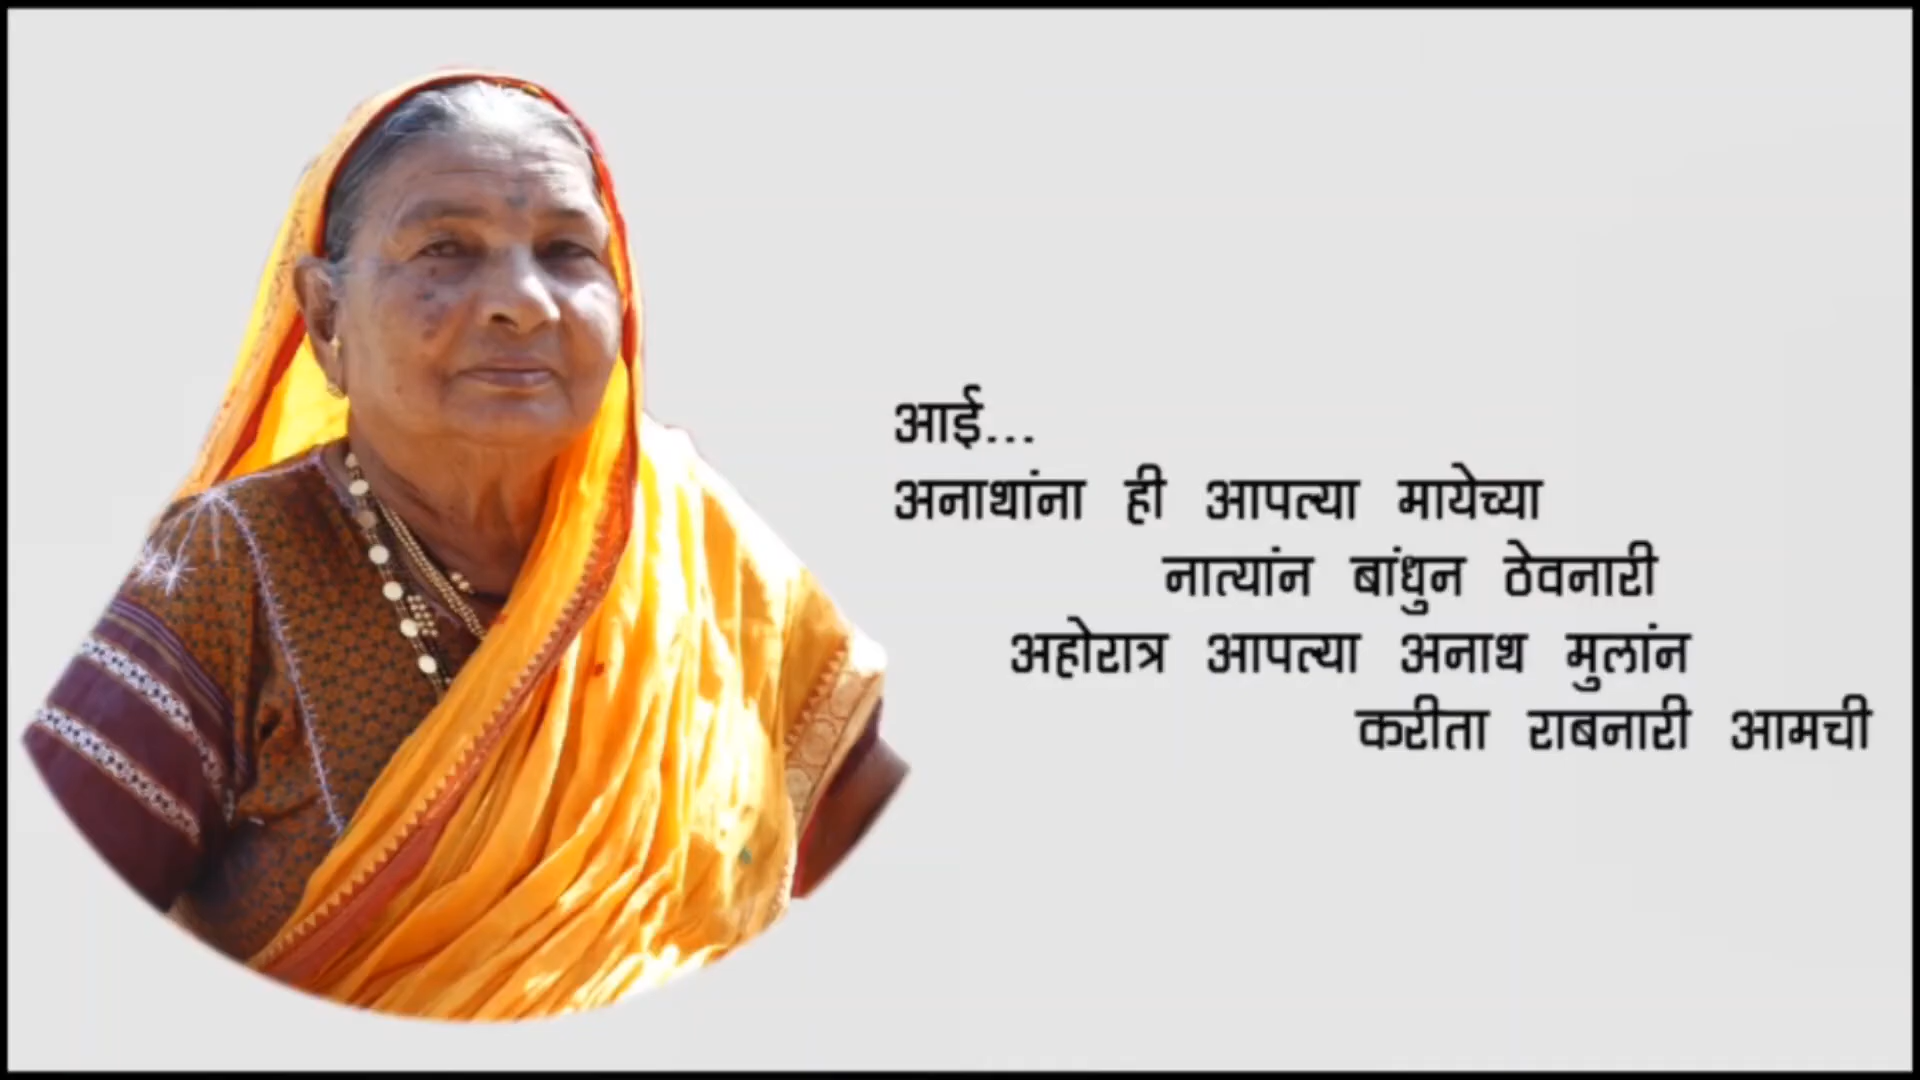 आई...
अनाथांना ही आपल्या मायेच्या
नात्यांन बांधुन ठेवनारी
अहोरात्र आपल्या अनाथ मुलांन
करीता राबनारी आमची